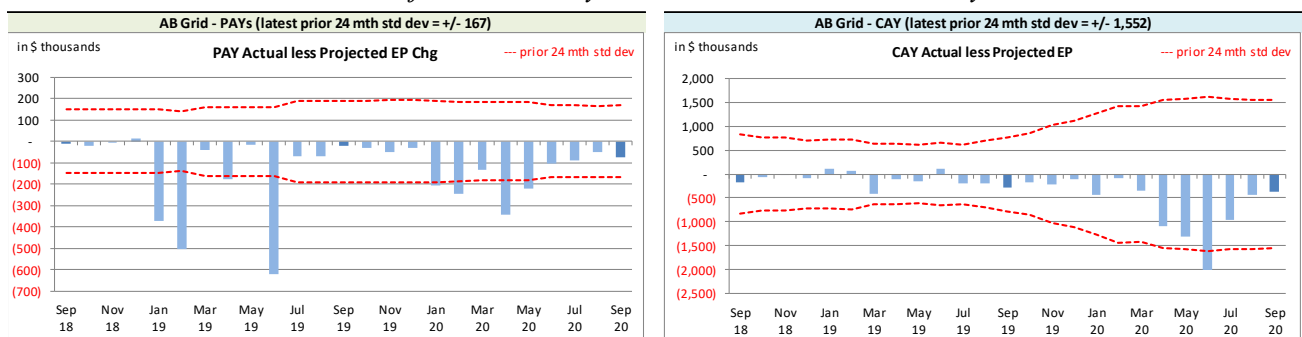 AB Grid - PAYs (latest prior 24 mth std dev = +/- 167)
in $ thousands
PAY Actual less Projected EP Chg
--- prior 24 mth std dev
300
200
100
-
(100)
(200)
(300)
(400)
(500)
(600)
(700)
Sep Nov Jan Mar May Jul Sep Nov Jan Mar May Jul Sep
18 18 19 19 19 19 19 19 20 20 20 20 20
AB Grid - CAY (latest prior 24 mth std dev = +/- 1,552)
in $ thousands
CAY Actual less Projected EP
--- prior 24 mth std dev
2,000
1,500
1,000
500
-
(500)
(1,000)
(1,500)
(2,000)
(2,500)
Sep Nov Jan Mar May Jul Sep Nov Jan Mar May Jul Sep
18 18 19 19 19 19 19 19 20 20 20 20 20